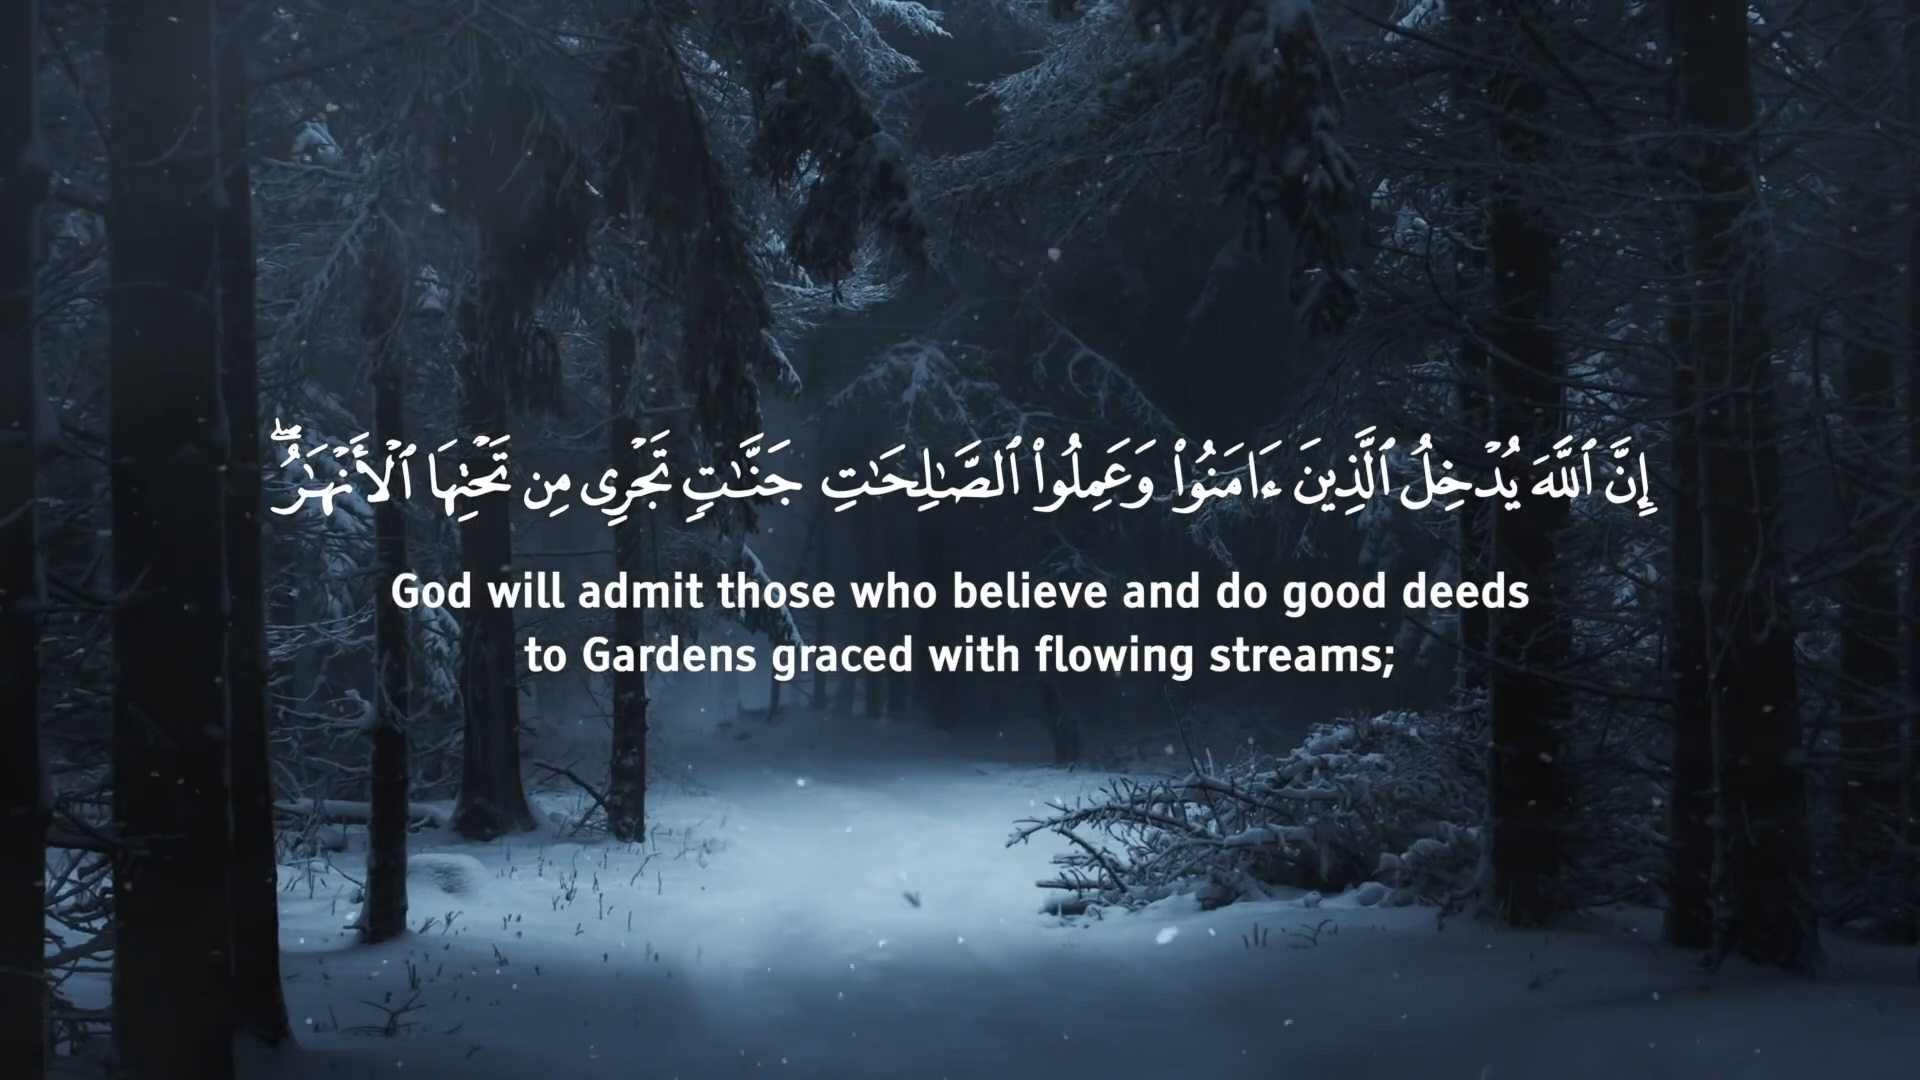 إِنَّ ٱللَّهَ يُدْخِلُ ٱلَّذِينَ ءَامَنُوا۟ وَعَمِلُوا۟ ٱلصَّـٰلِحَـٰتِ جَنَّـٰتٍ تَجْرِى مِن تَحْتِهَا ٱلْأَنْهَـٰرُ ۖ
God will admit those who believe and do good deeds
to Gardens graced with flowing streams;